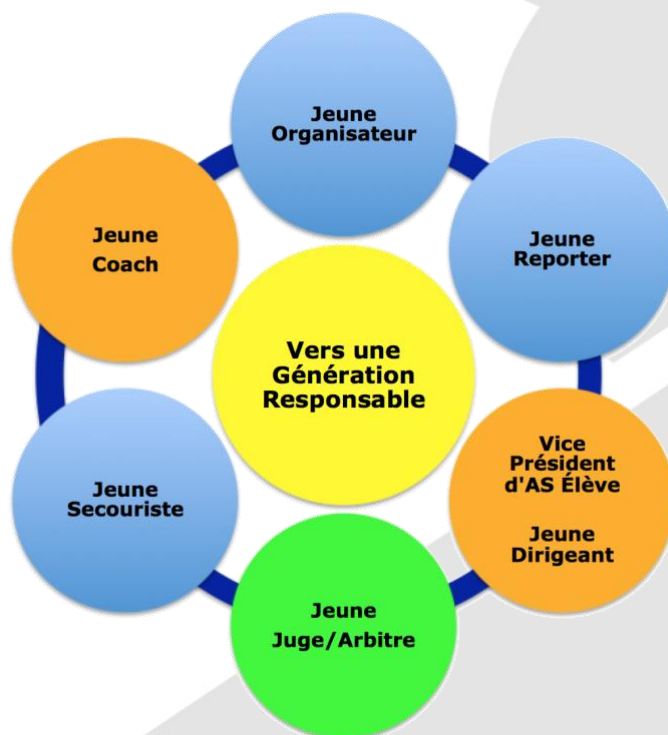 Jeune
Organisateur
Jeune
Reporter
Vice
Président
d'AS Élève
Jeune
Dirigeant
Jeune
Juge/Arbitre
Jeune
Secouriste
Jeune
Coach
Vers une
Génération
Responsable